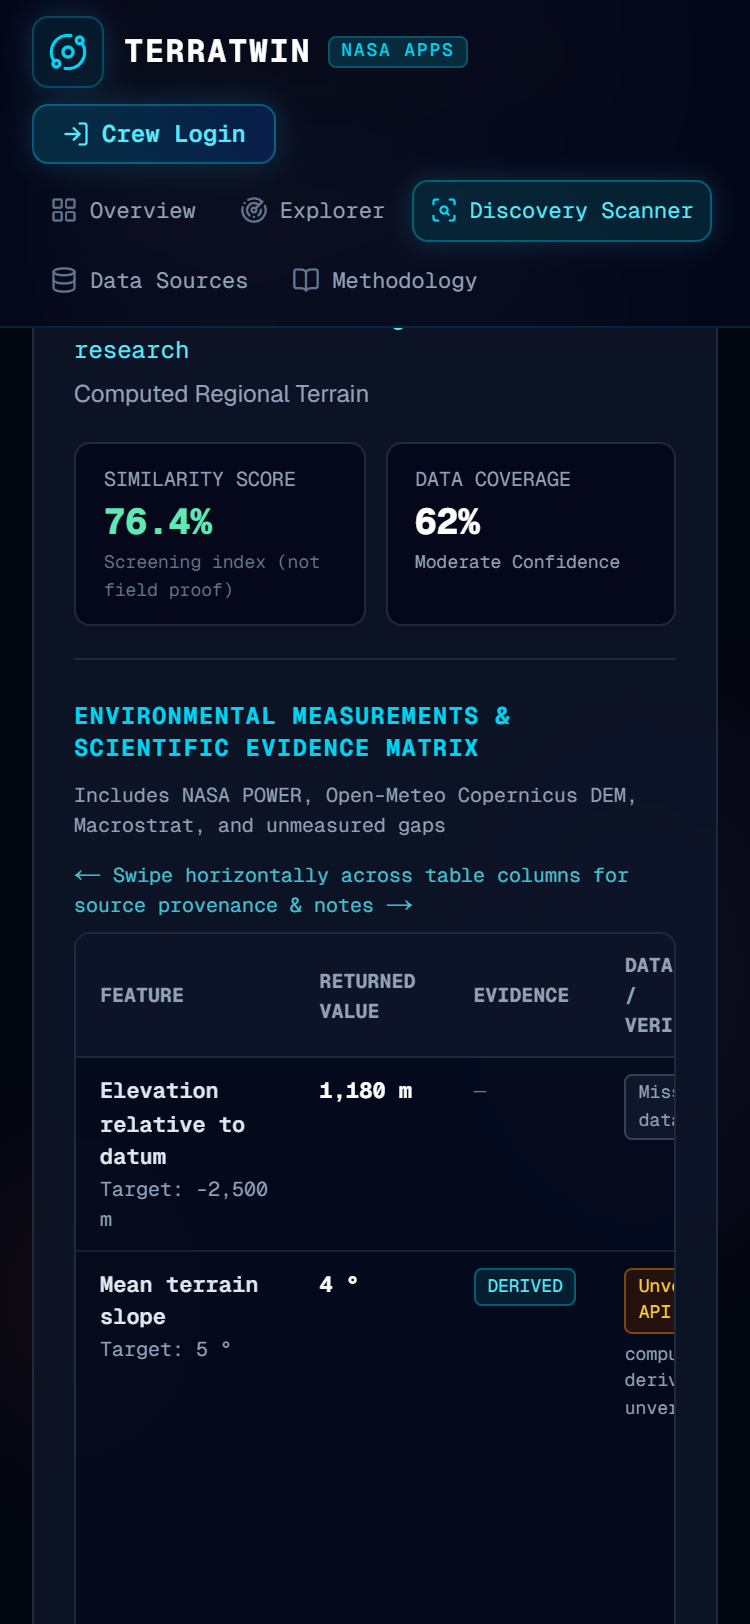 TERRATWIN NASA APPS
Crew Login
Overview Explorer Discovery Scanner
Data Sources Methodology
research
Computed Regional Terrain
SIMILARITY SCORE
76.4%
Screening index (not
field proof)
DATA COVERAGE
62%
Moderate Confidence
ENVIRONMENTAL MEASUREMENTS &
SCIENTIFIC EVIDENCE MATRIX
Includes NASA POWER, Open-Meteo Copernicus DEM,
Macrostrat, and unmeasured gaps
← Swipe horizontally across table columns for
source provenance & notes →
FEATURE
RETURNED
VALUE
EVIDENCE
DATA
/
Elevation
relative to
datum
Target: -2,500
m
1,180 m
—
Mean terrain
slope
Target: 5 °
4 °
DERIVED
API